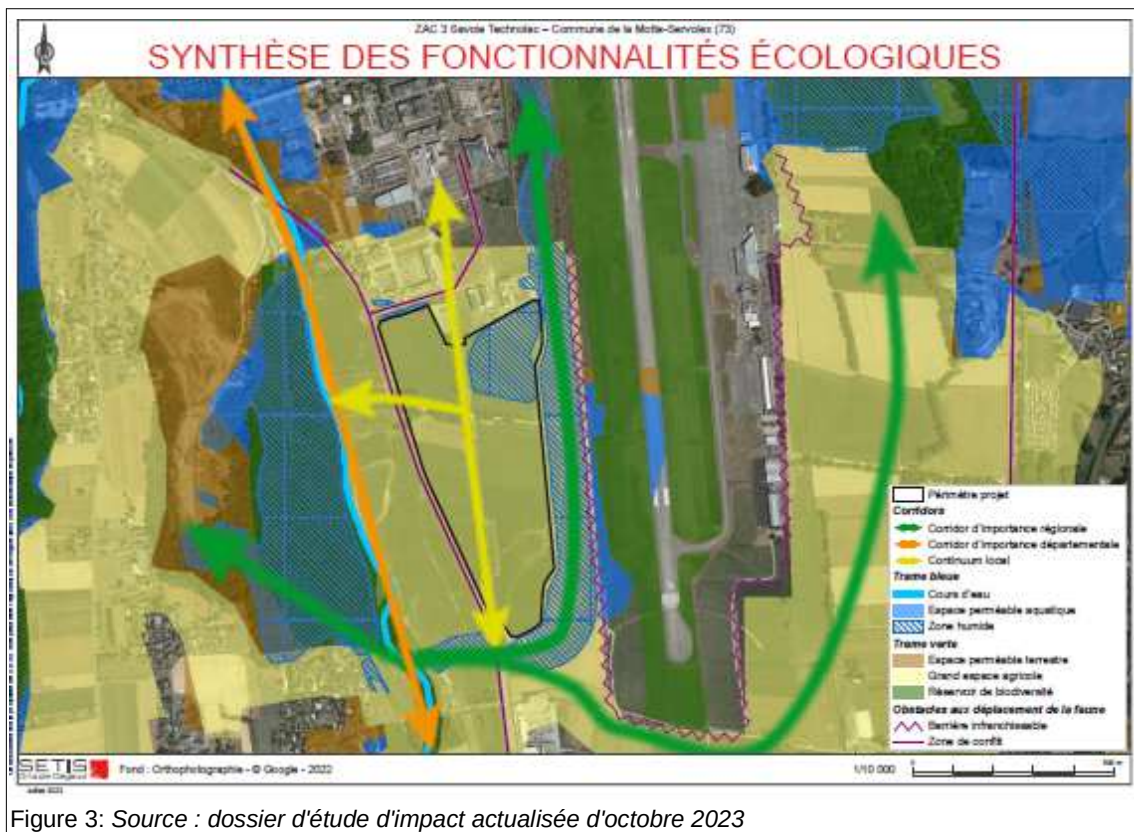 ZAC 3 Savoie Technolac – Commune de la Motte-Servolex (73)
SYNTHÈSE DES FONCTIONNALITÉS ÉCOLOGIQUES
Périmètre projet
Corridors
Corridor d'importance régionale
Corridor d'importance départementale
Continuum local
Trame bleue
Cours d'eau
Espace perméable aquatique
Zone humide
Trame verte
Espace perméable terrestre
Grand espace agricole
Réservoir de biodiversité
Obstacles aux déplacement de la faune
Barrière infranchissable
Zone de conflit
SETIS
Fond : Orthophotographie - © Google - 2022
1/10 000
Juillet 2023
Figure 3: Source : dossier d'étude d'impact actualisée d'octobre 2023